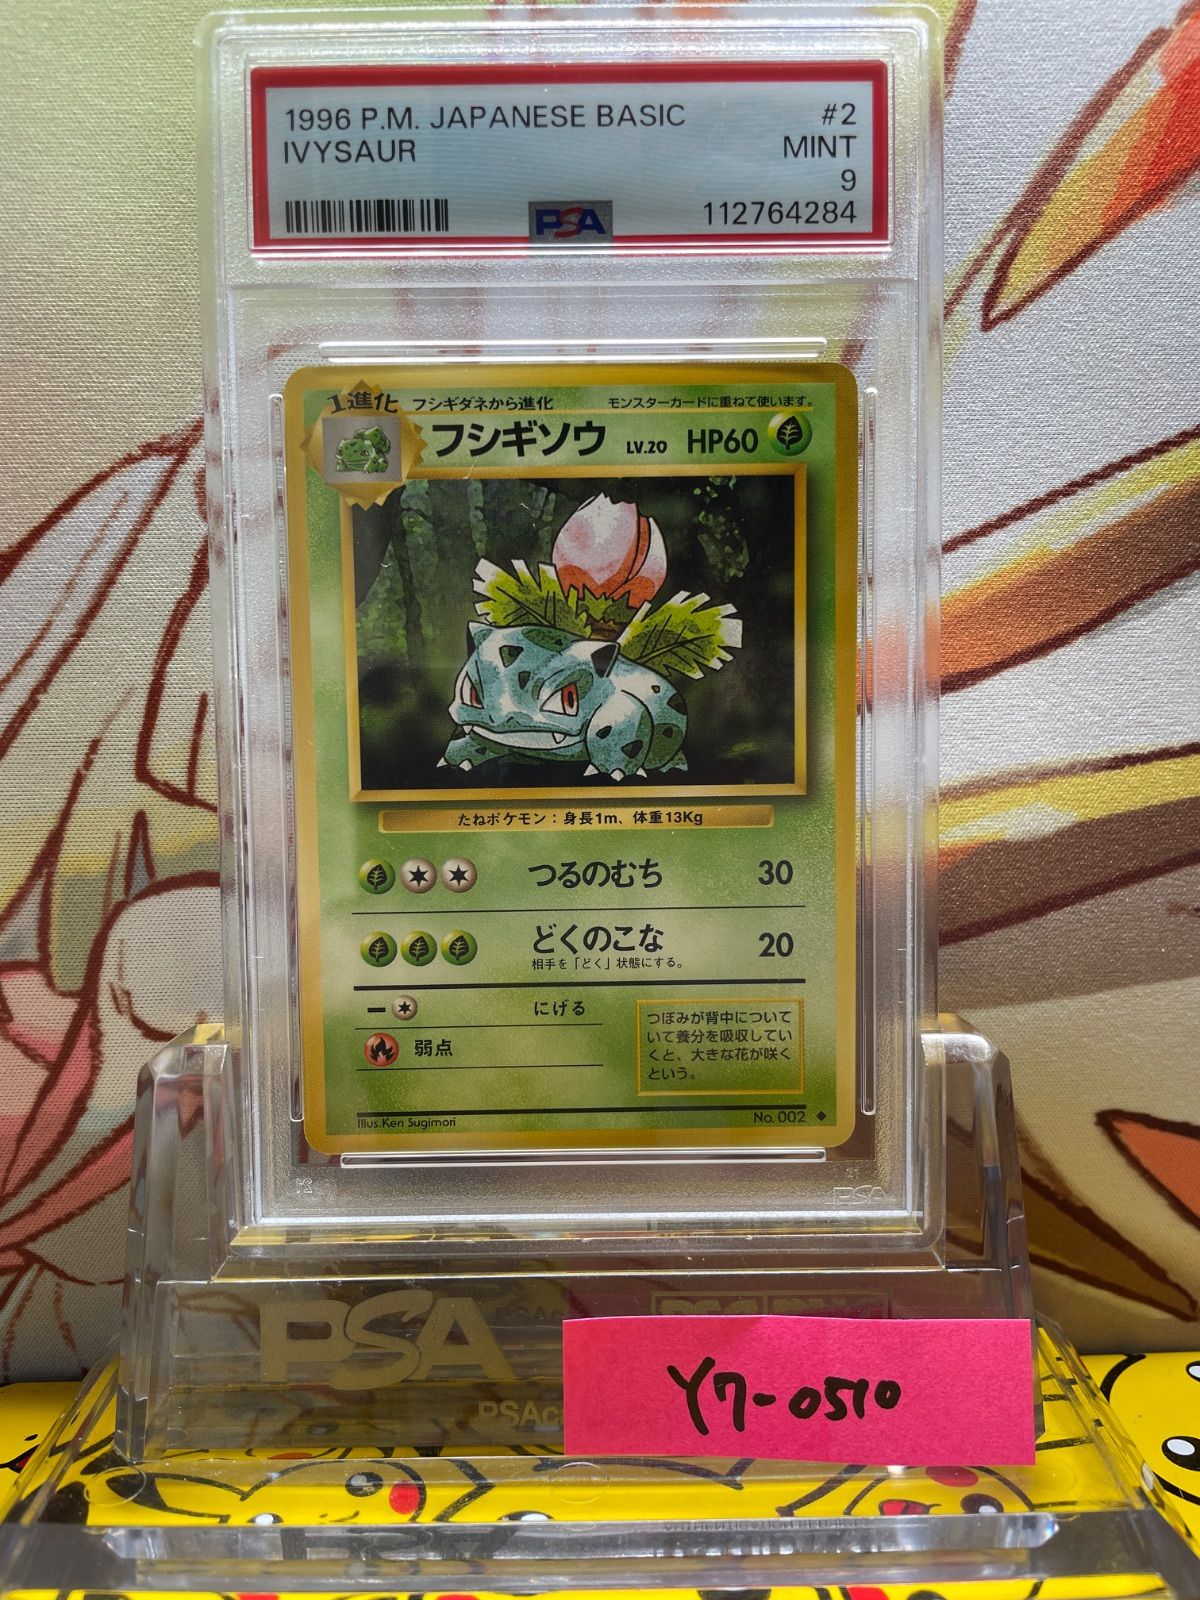 1996 P.M. JAPANESE BASIC #2
IVYSAUR MINT
9
PSA 112764284
1進化 フシギダネから進化 モンスターカードに重ねて使います。
フシギソウ LV.20 HP60
たねポケモン：身長1m、体重13Kg
つるのむち 30
どくのこな 20
相手を「どく」状態にする。
にげる
弱点
つぼみが背中についていて養分を吸収していくと、大きな花が咲くという。
Illus.Ken Sugimori No. 002
PSA
PSA
Y7-0510